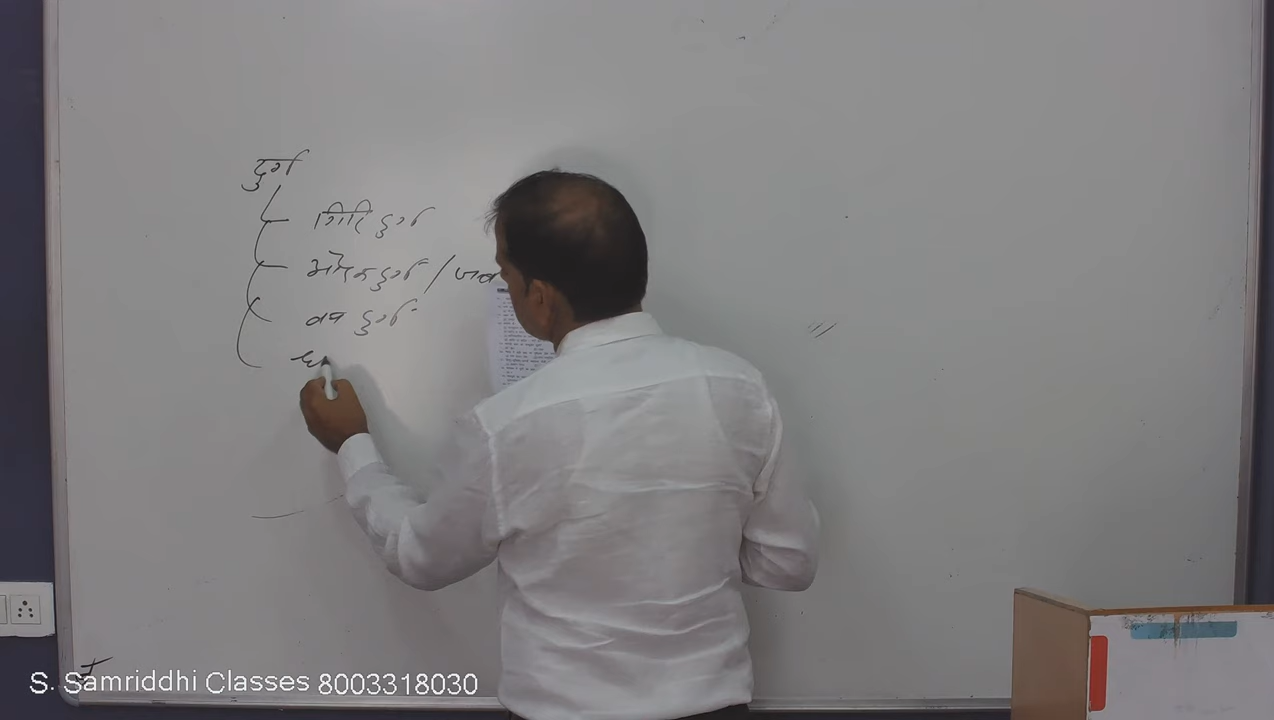 दुर्ग
गिरि दुर्ग
औदक दुर्ग / जल
वन दुर्ग
S. Samriddhi Classes 8003318030